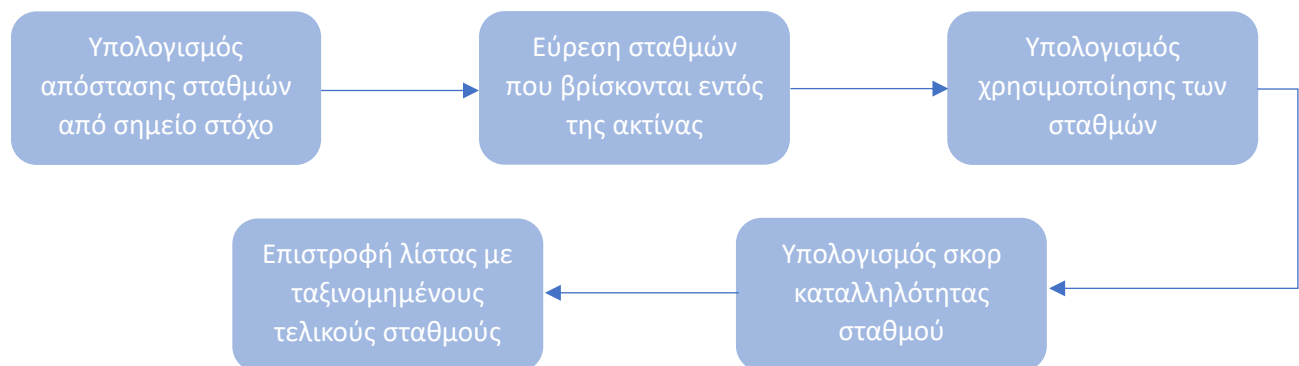 Υπολογισμός
απόστασης σταθμών
από σημείο στόχο
Εύρεση σταθμών
που βρίσκονται εντός
της ακτίνας
Υπολογισμός
χρησιμοποίησης των
σταθμών
Υπολογισμός σκορ
καταλληλότητας
σταθμού
Επιστροφή λίστας με
ταξινομημένους
τελικούς σταθμούς